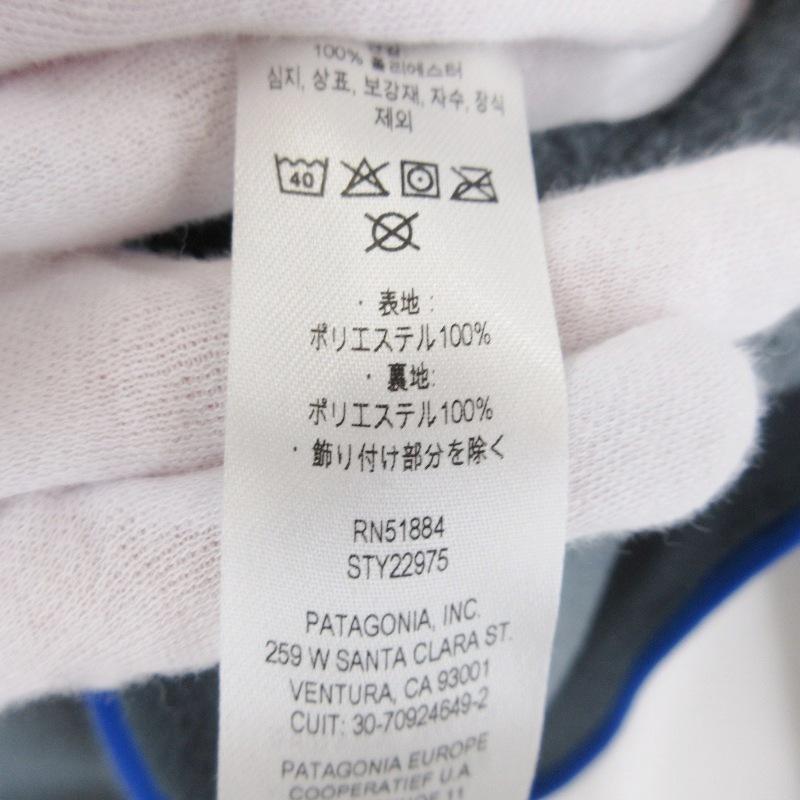 100% 폴리에스터
심지, 상표, 보강재, 자수, 장식
제외
40
· 表地:
ポリエステル100%
· 裏地:
ポリエステル100%
· 飾り付け部分を除く
RN51884
STY22975
PATAGONIA, INC.
259 W SANTA CLARA ST.
VENTURA, CA 93001
CUIT: 30-70924649-2
PATAGONIA EUROPE
COOPERATIEF U.A.